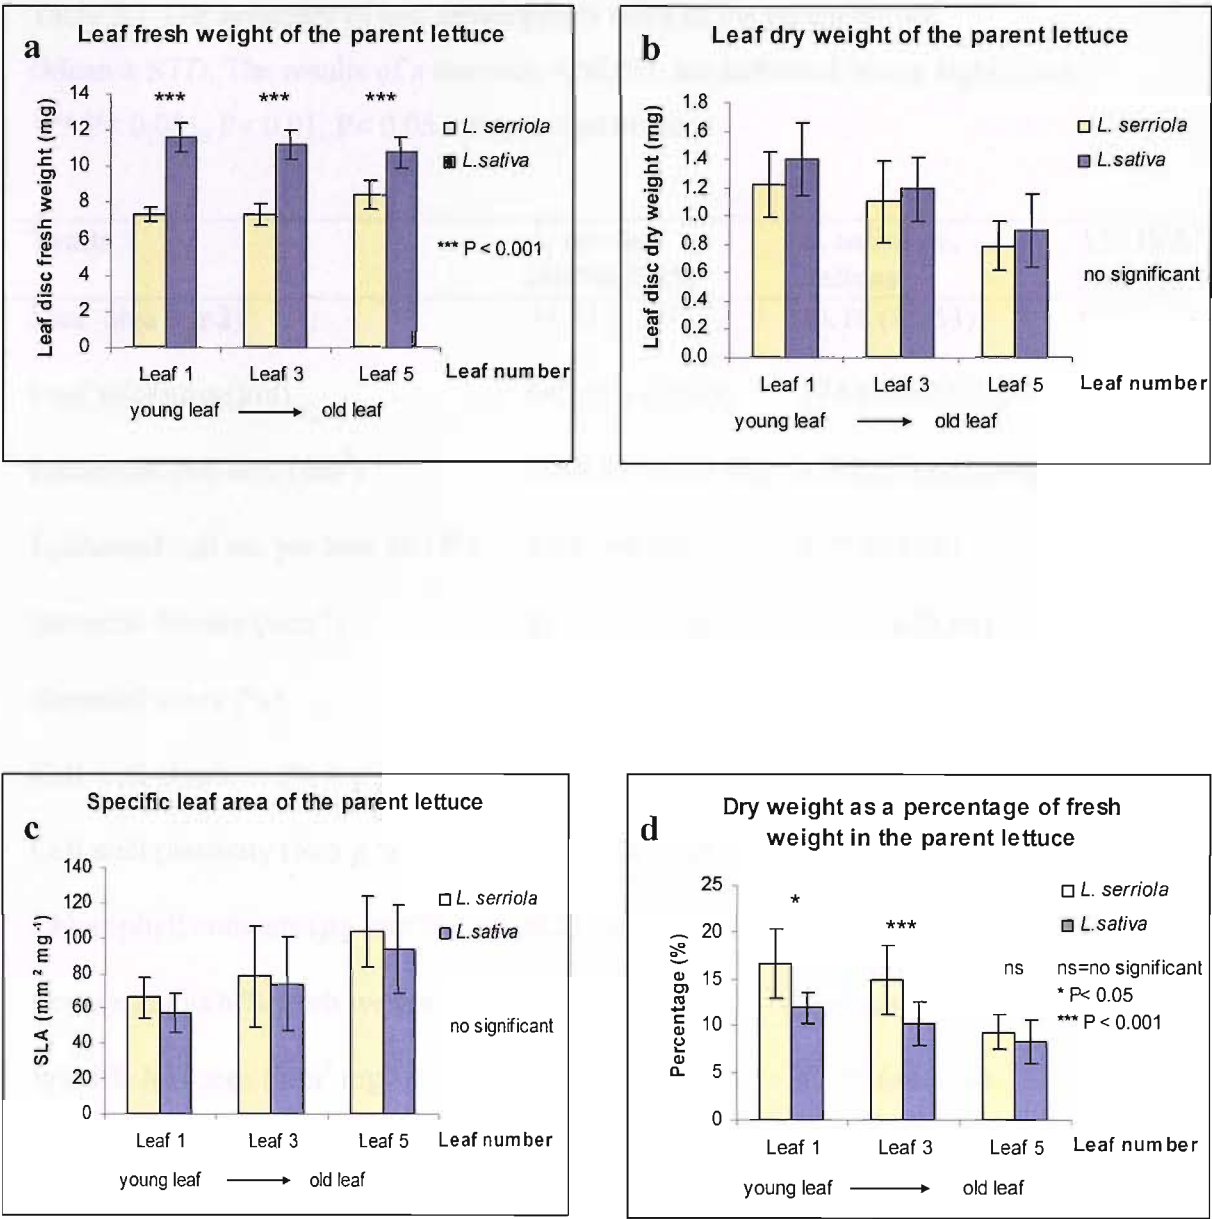 a
Leaf fresh weight of the parent lettuce
Leaf disc fresh weight (mg)
14
12
10
8
6
4
2
0
*** *** ***
L. serriola
L.sativa
*** P < 0.001
Leaf 1 Leaf 3 Leaf 5 Leaf number
young leaf old leaf
b
Leaf dry weight of the parent lettuce
Leaf disc dry weight (mg)
1.8
1.6
1.4
1.2
1.0
0.8
0.6
0.4
0.2
0.0
L. serriola
L.sativa
no significant
Leaf 1 Leaf 3 Leaf 5 Leaf number
young leaf old leaf
Specific leaf area of the parent lettuce
c
SLA (mm ² mg ⁻¹)
140
120
100
80
60
40
20
0
L. serriola
L.sativa
no significant
Leaf 1 Leaf 3 Leaf 5 Leaf number
young leaf old leaf
d
Dry weight as a percentage of fresh
weight in the parent lettuce
Percentage (%)
25
20
15
10
5
0
* *** ns
L. serriola
L.sativa
ns=no significant
* P< 0.05
*** P < 0.001
Leaf 1 Leaf 3 Leaf 5 Leaf number
young leaf old leaf